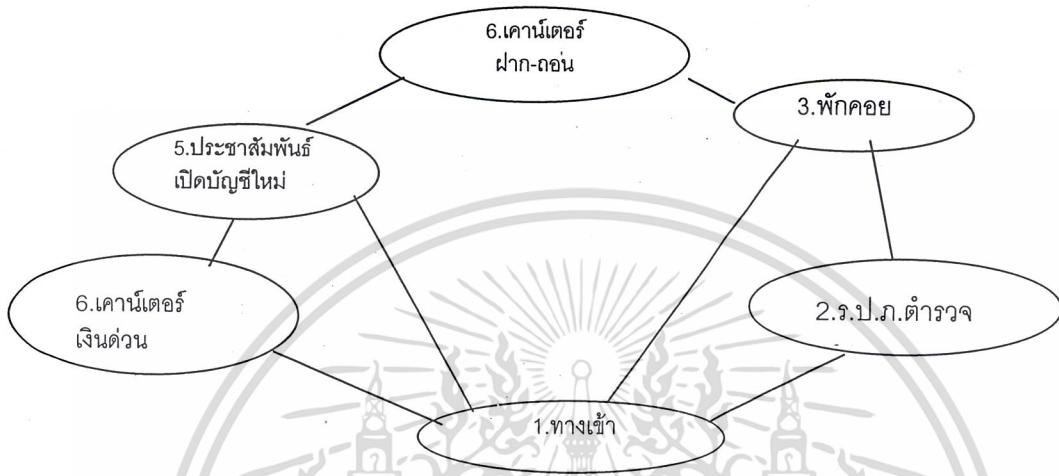 6.เคาน์เตอร์
ฝาก-ถอน
3.พักคอย
5.ประชาสัมพันธ์
เปิดบัญชีใหม่
6.เคาน์เตอร์
เงินด่วน
2.ร.ป.ภ.ตำรวจ
1.ทางเข้า